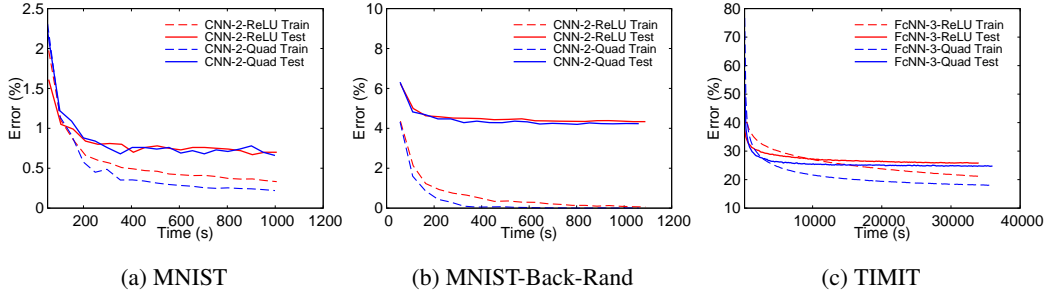 2.5
2
1.5
1
0.5
0
Error (%)
0 200 400 600 800 1000 1200
Time (s)
CNN-2-ReLU Train
CNN-2-ReLU Test
CNN-2-Quad Train
CNN-2-Quad Test
(a) MNIST
10
8
6
4
2
0
Error (%)
0 200 400 600 800 1000 1200
Time (s)
CNN-2-ReLU Train
CNN-2-ReLU Test
CNN-2-Quad Train
CNN-2-Quad Test
(b) MNIST-Back-Rand
80
70
60
50
40
30
20
10
Error (%)
10000 20000 30000 40000
Time (s)
FcNN-3-ReLU Train
FcNN-3-ReLU Test
FcNN-3-Quad Train
FcNN-3-Quad Test
(c) TIMIT